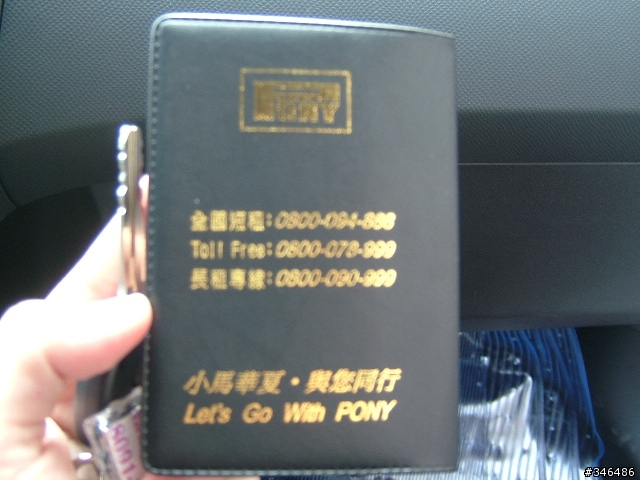 PONY
全國短租:0800-094-888
Toll Free:0800-078-999
長租專線:0800-090-999
小馬華夏·與您同行
Let's Go With PONY
#346486